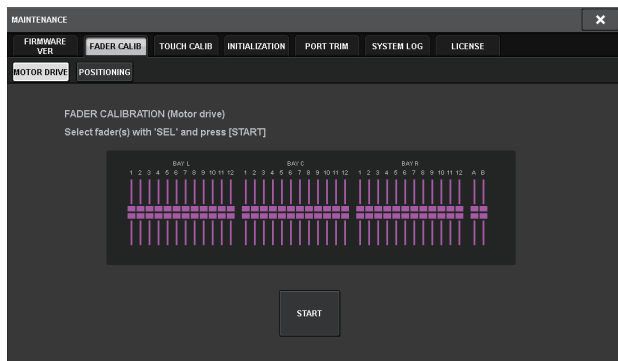 MAINTENANCE
FIRMWARE VER FADER CALIB TOUCH CALIB INITIALIZATION PORT TRIM SYSTEM LOG LICENSE
MOTOR DRIVE POSITIONING
FADER CALIBRATION (Motor drive)
Select fader(s) with 'SEL' and press [START]
BAY L BAY C BAY R
1 2 3 4 5 6 7 8 9 10 11 12 1 2 3 4 5 6 7 8 9 10 11 12 1 2 3 4 5 6 7 8 9 10 11 12 A B
START